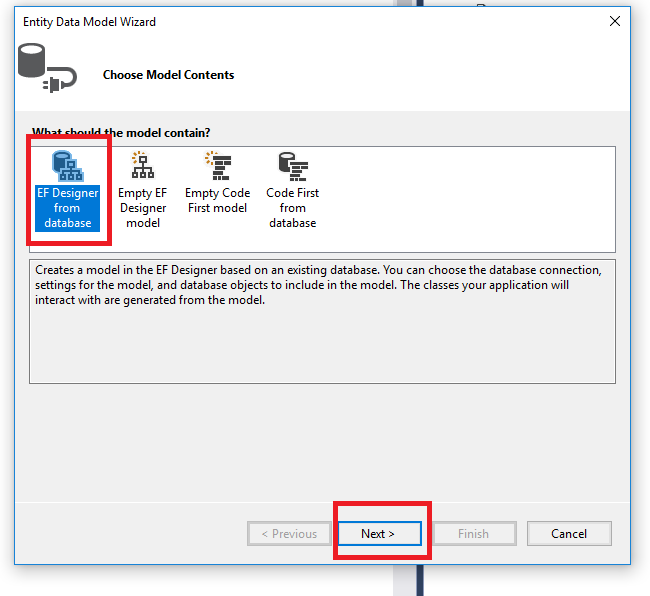 Entity Data Model Wizard
Choose Model Contents
What should the model contain?
EF Designer
from
database
Empty EF
Designer
model
Empty Code
First model
Code First
from
database
Creates a model in the EF Designer based on an existing database. You can choose the database connection,
settings for the model, and database objects to include in the model. The classes your application will
interact with are generated from the model.
< Previous
Next >
Finish
Cancel